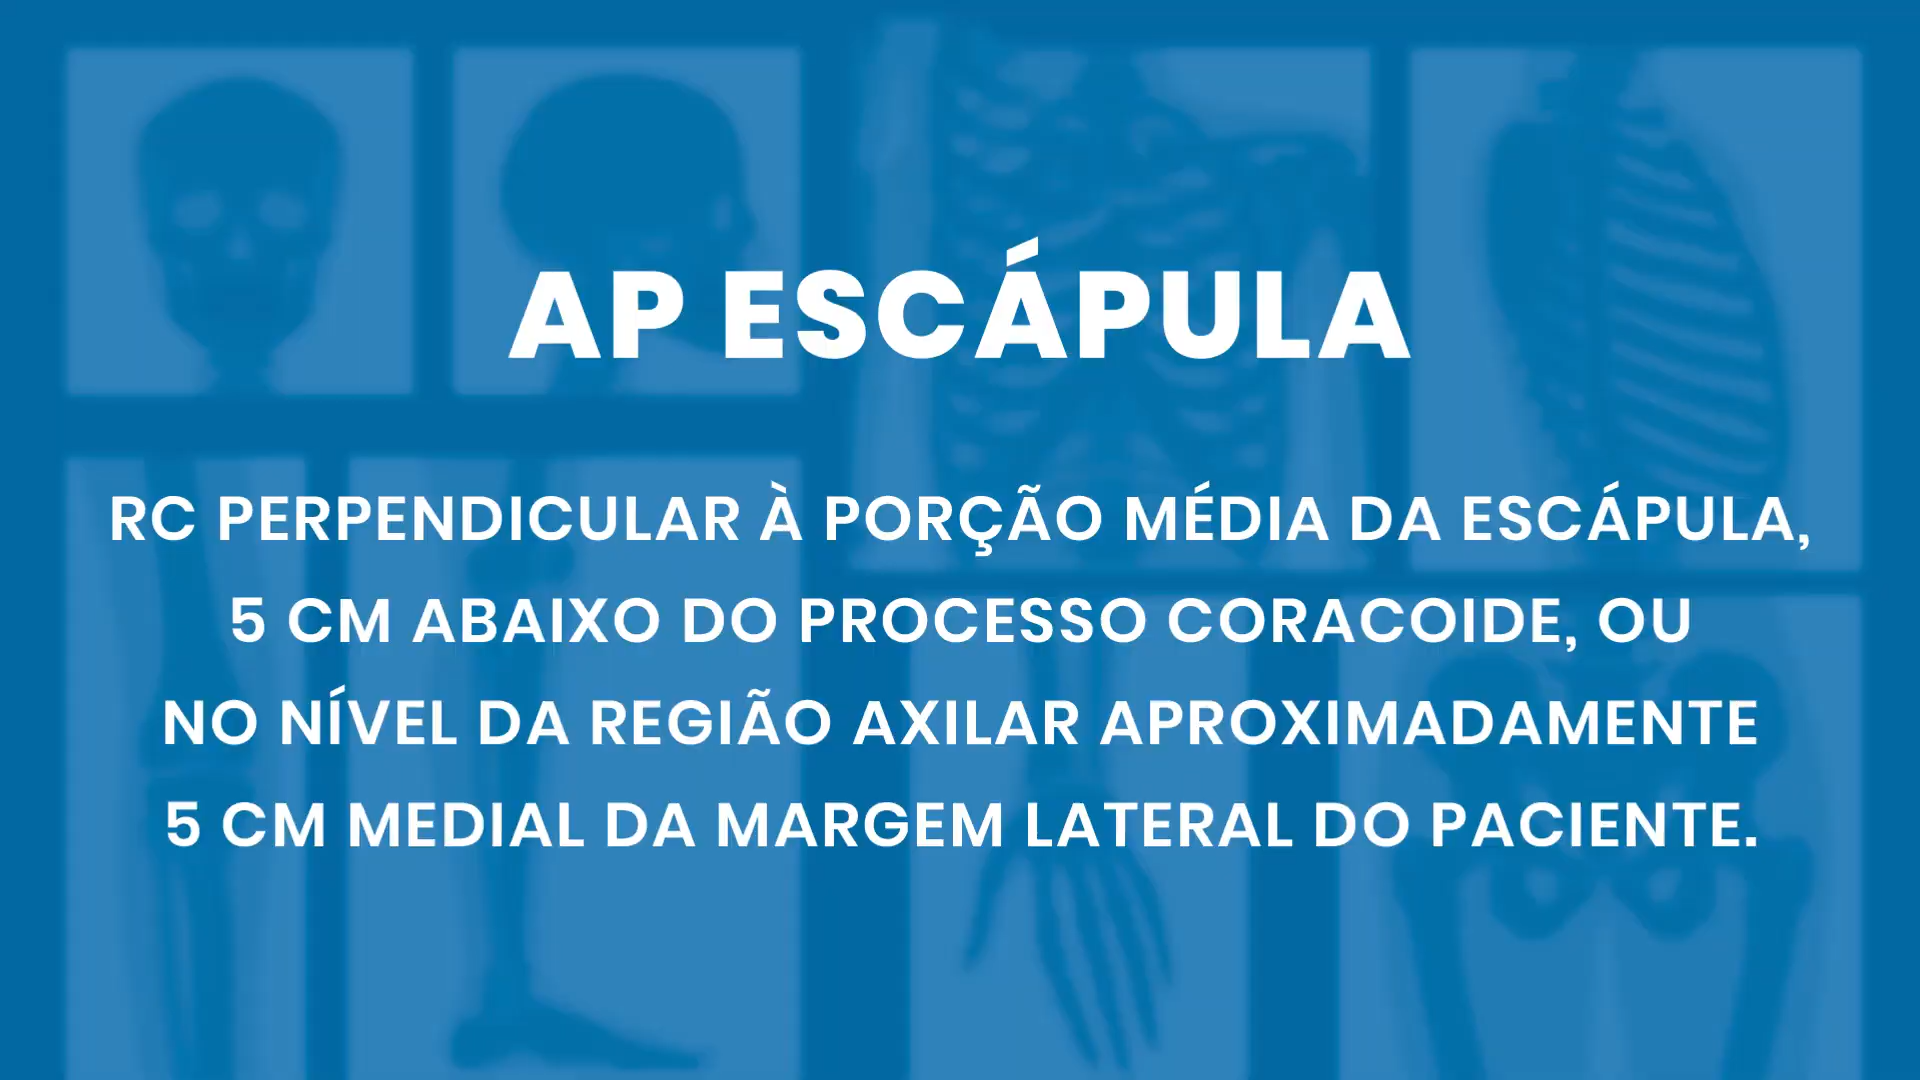 AP ESCÁPULA
RC PERPENDICULAR À PORÇÃO MÉDIA DA ESCÁPULA,
5 CM ABAIXO DO PROCESSO CORACOIDE, OU
NO NÍVEL DA REGIÃO AXILAR APROXIMADAMENTE
5 CM MEDIAL DA MARGEM LATERAL DO PACIENTE.